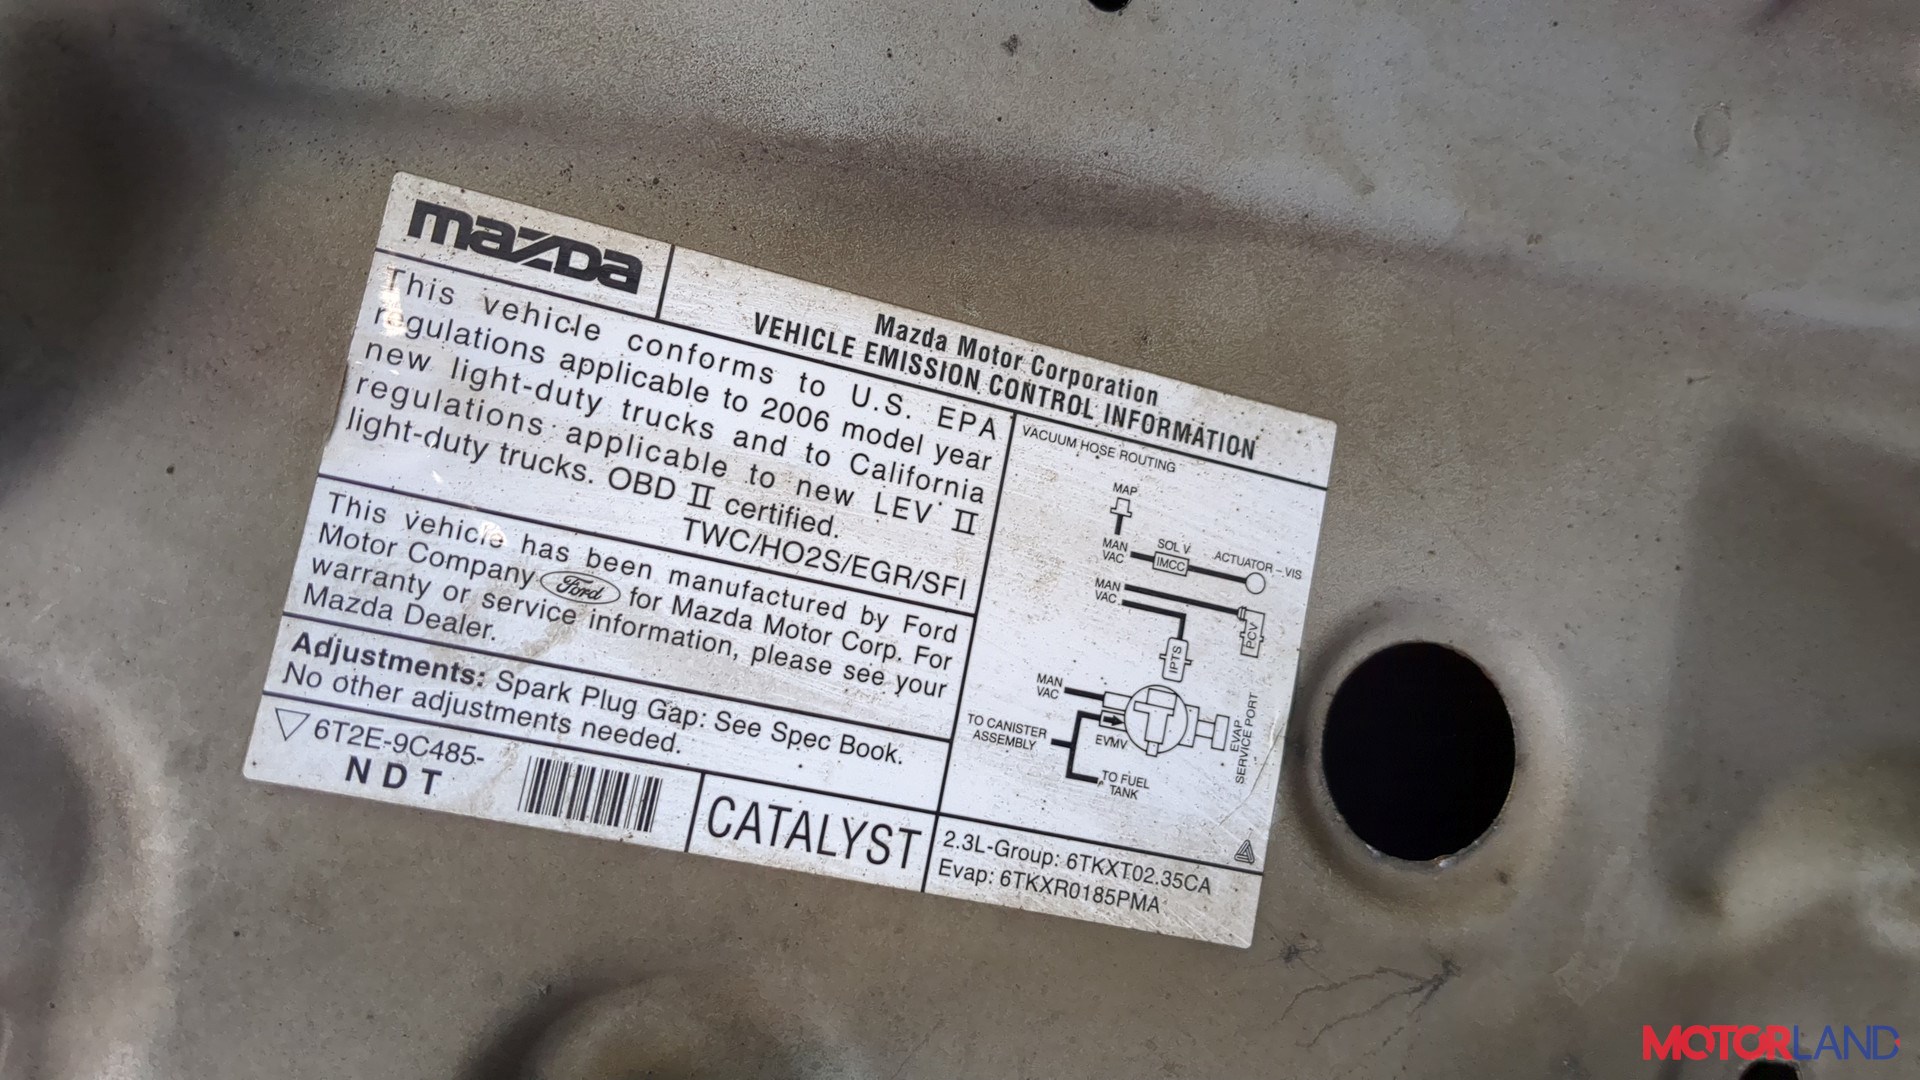 mazda
Mazda Motor Corporation
VEHICLE EMISSION CONTROL INFORMATION
This vehicle conforms to U.S. EPA
regulations applicable to 2006 model year
new light-duty trucks and to California
regulations applicable to new LEV II
light-duty trucks. OBD II certified.
TWC/HO2S/EGR/SFI
This vehicle has been manufactured by Ford
Motor Company Ford for Mazda Motor Corp. For
warranty or service information, please see your
Mazda Dealer.
Adjustments: Spark Plug Gap: See Spec Book.
No other adjustments needed.
6T2E-9C485-
NDT
CATALYST
VACUUM HOSE ROUTING
MAP
MAN
VAC
SOL V
IMCC
ACTUATOR – VIS
MAN
VAC
PCV
IPTS
MAN
VAC
TO CANISTER
ASSEMBLY
EVMV
EVAP
SERVICE PORT
TO FUEL
TANK
2.3L-Group: 6TKXT02.35CA
Evap: 6TKXR0185PMA
MOTORLAND